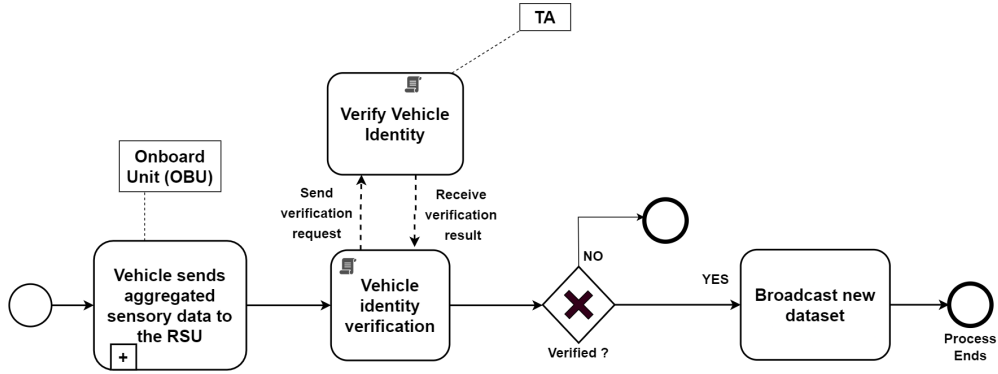 TA
Verify Vehicle
Identity
Onboard
Unit (OBU)
Send
verification
request
Receive
verification
result
Vehicle sends
aggregated
sensory data to
the RSU
+
Vehicle
identity
verification
NO
Verified ?
YES
Broadcast new
dataset
Process
Ends